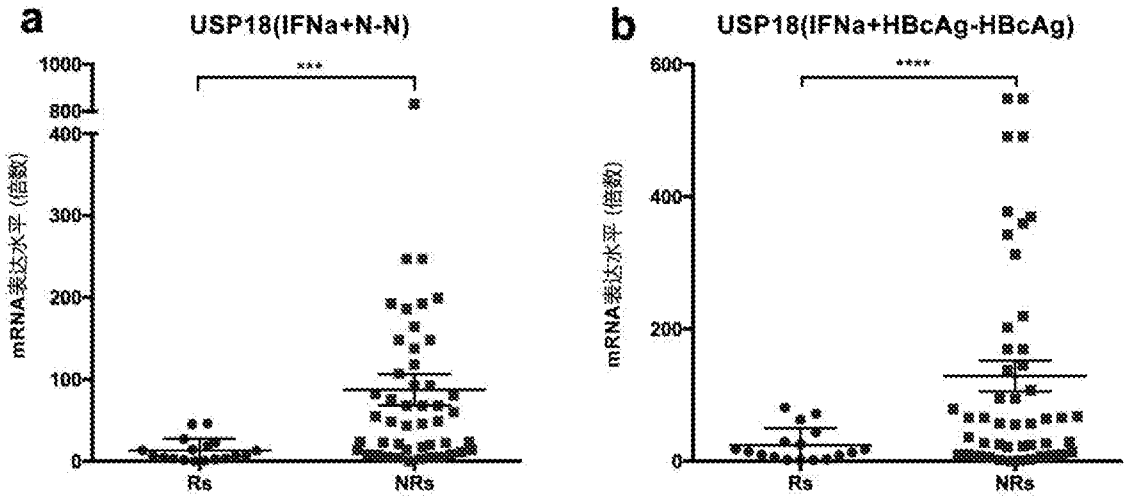 a
USP18(IFNa+N-N)
1000
800
400
300
200
100
0
mRNA表达水平 (倍数)
***
Rs
NRs
b
USP18(IFNa+HBcAg-HBcAg)
600
400
200
0
mRNA表达水平 (倍数)
****
Rs
NRs